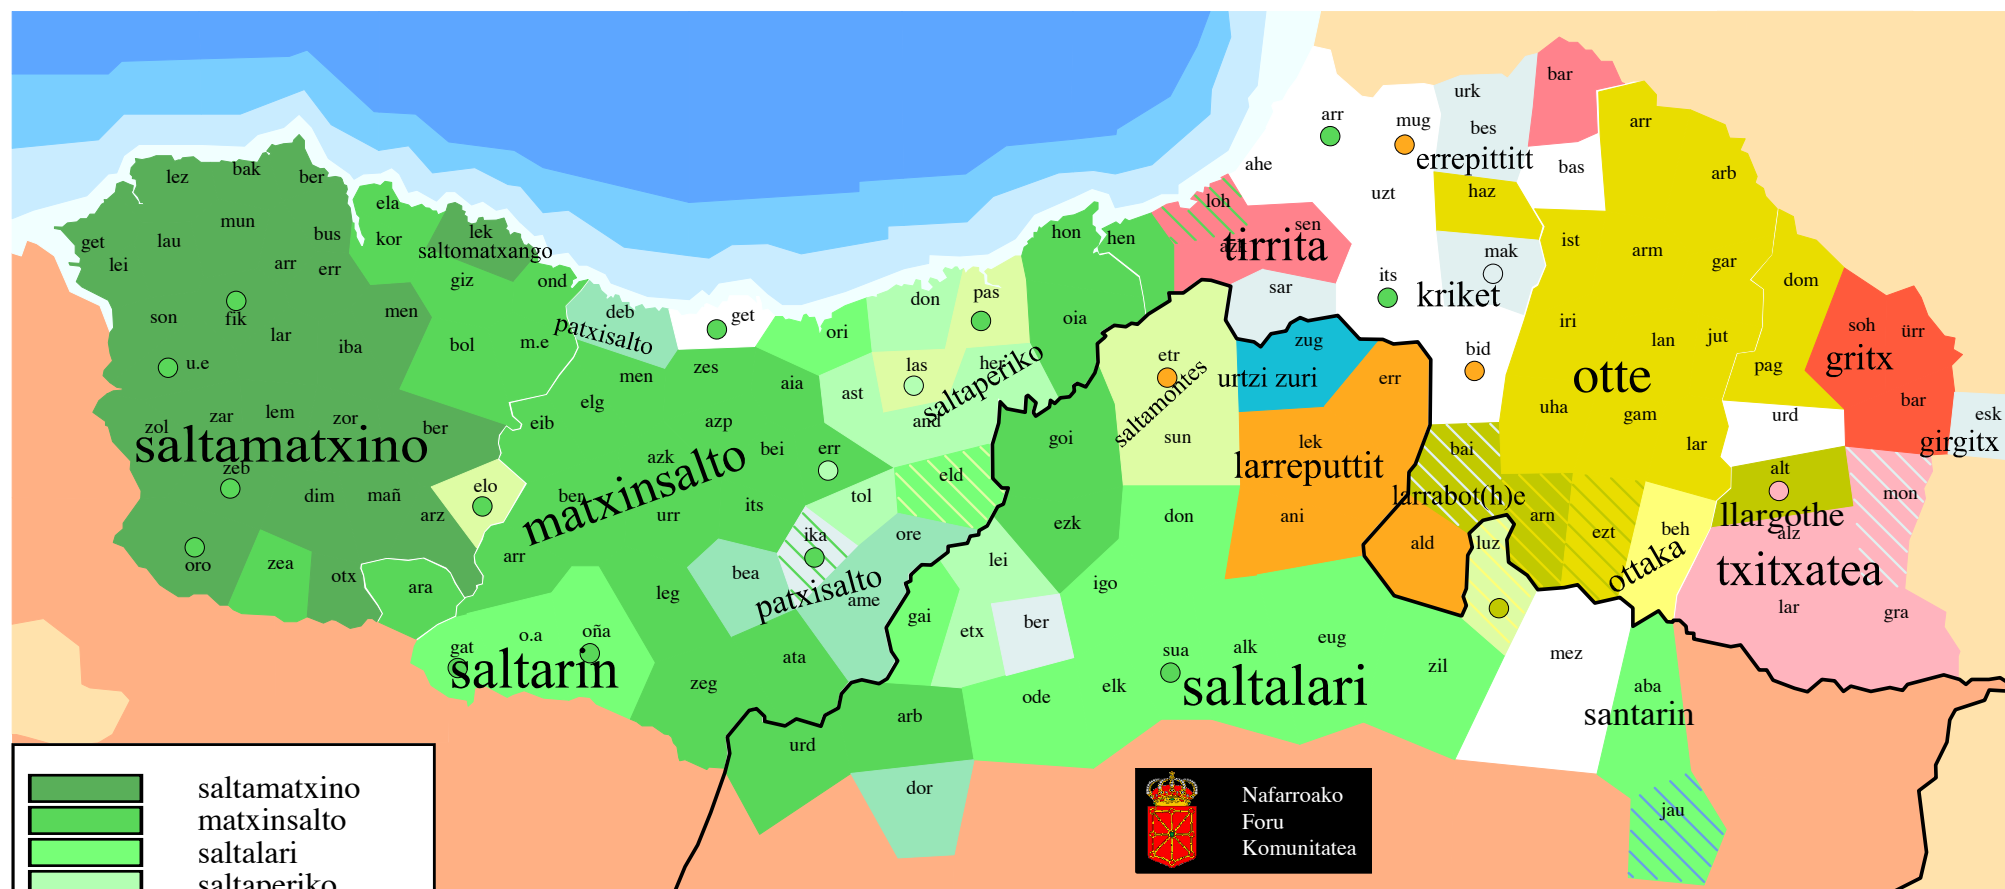 bar
urk
arr
mug
bes
arr
errepittitt
ahe
bas
lez
bak
ber
arb
uzt
haz
ela
loh
mun
sen
bus
kor
lek
hon
hen
tirrita
get
lau
saltomatxango
ist
arm
mak
lei
arr
err
gar
giz
ond
its
sar
kriket
dom
don
pas
deb
get
men
son
fik
oia
iri
soh
ürr
patxisalto
ori
lar
iba
bol
m.e
zug
lan
jut
gritx
etr
bid
u.e
zes
las
her
saltaperiko
pag
men
aia
ast
urtzi zuri
err
otte
saltamontes
elg
bar
zol
zar
lem
zor
ber
eib
azp
and
uha
gam
urd
esk
saltamatxino
goi
sun
lek
lar
girgitx
azk
matxinsalto
bei
err
bai
larreputtit
zeb
eld
alt
elo
dim
mañ
ber
tol
larrabot(h)e
mon
arz
urr
its
ezk
don
ani
arn
llargothe
ika
ore
ezt
beh
alz
arr
ald
luz
ottaka
oro
zea
otx
ara
bea
lei
txitxatea
leg
patxisalto
ame
igo
lar
gra
gai
etx
ber
gat
o.a
oña
eug
saltarin
ata
sua
alk
zil
mez
zeg
ode
elk
saltalari
aba
arb
santarin
urd
dor
jau
saltamatxino
matxinsalto
saltalari
saltaperiko
Nafarroako
Foru
Komunitatea